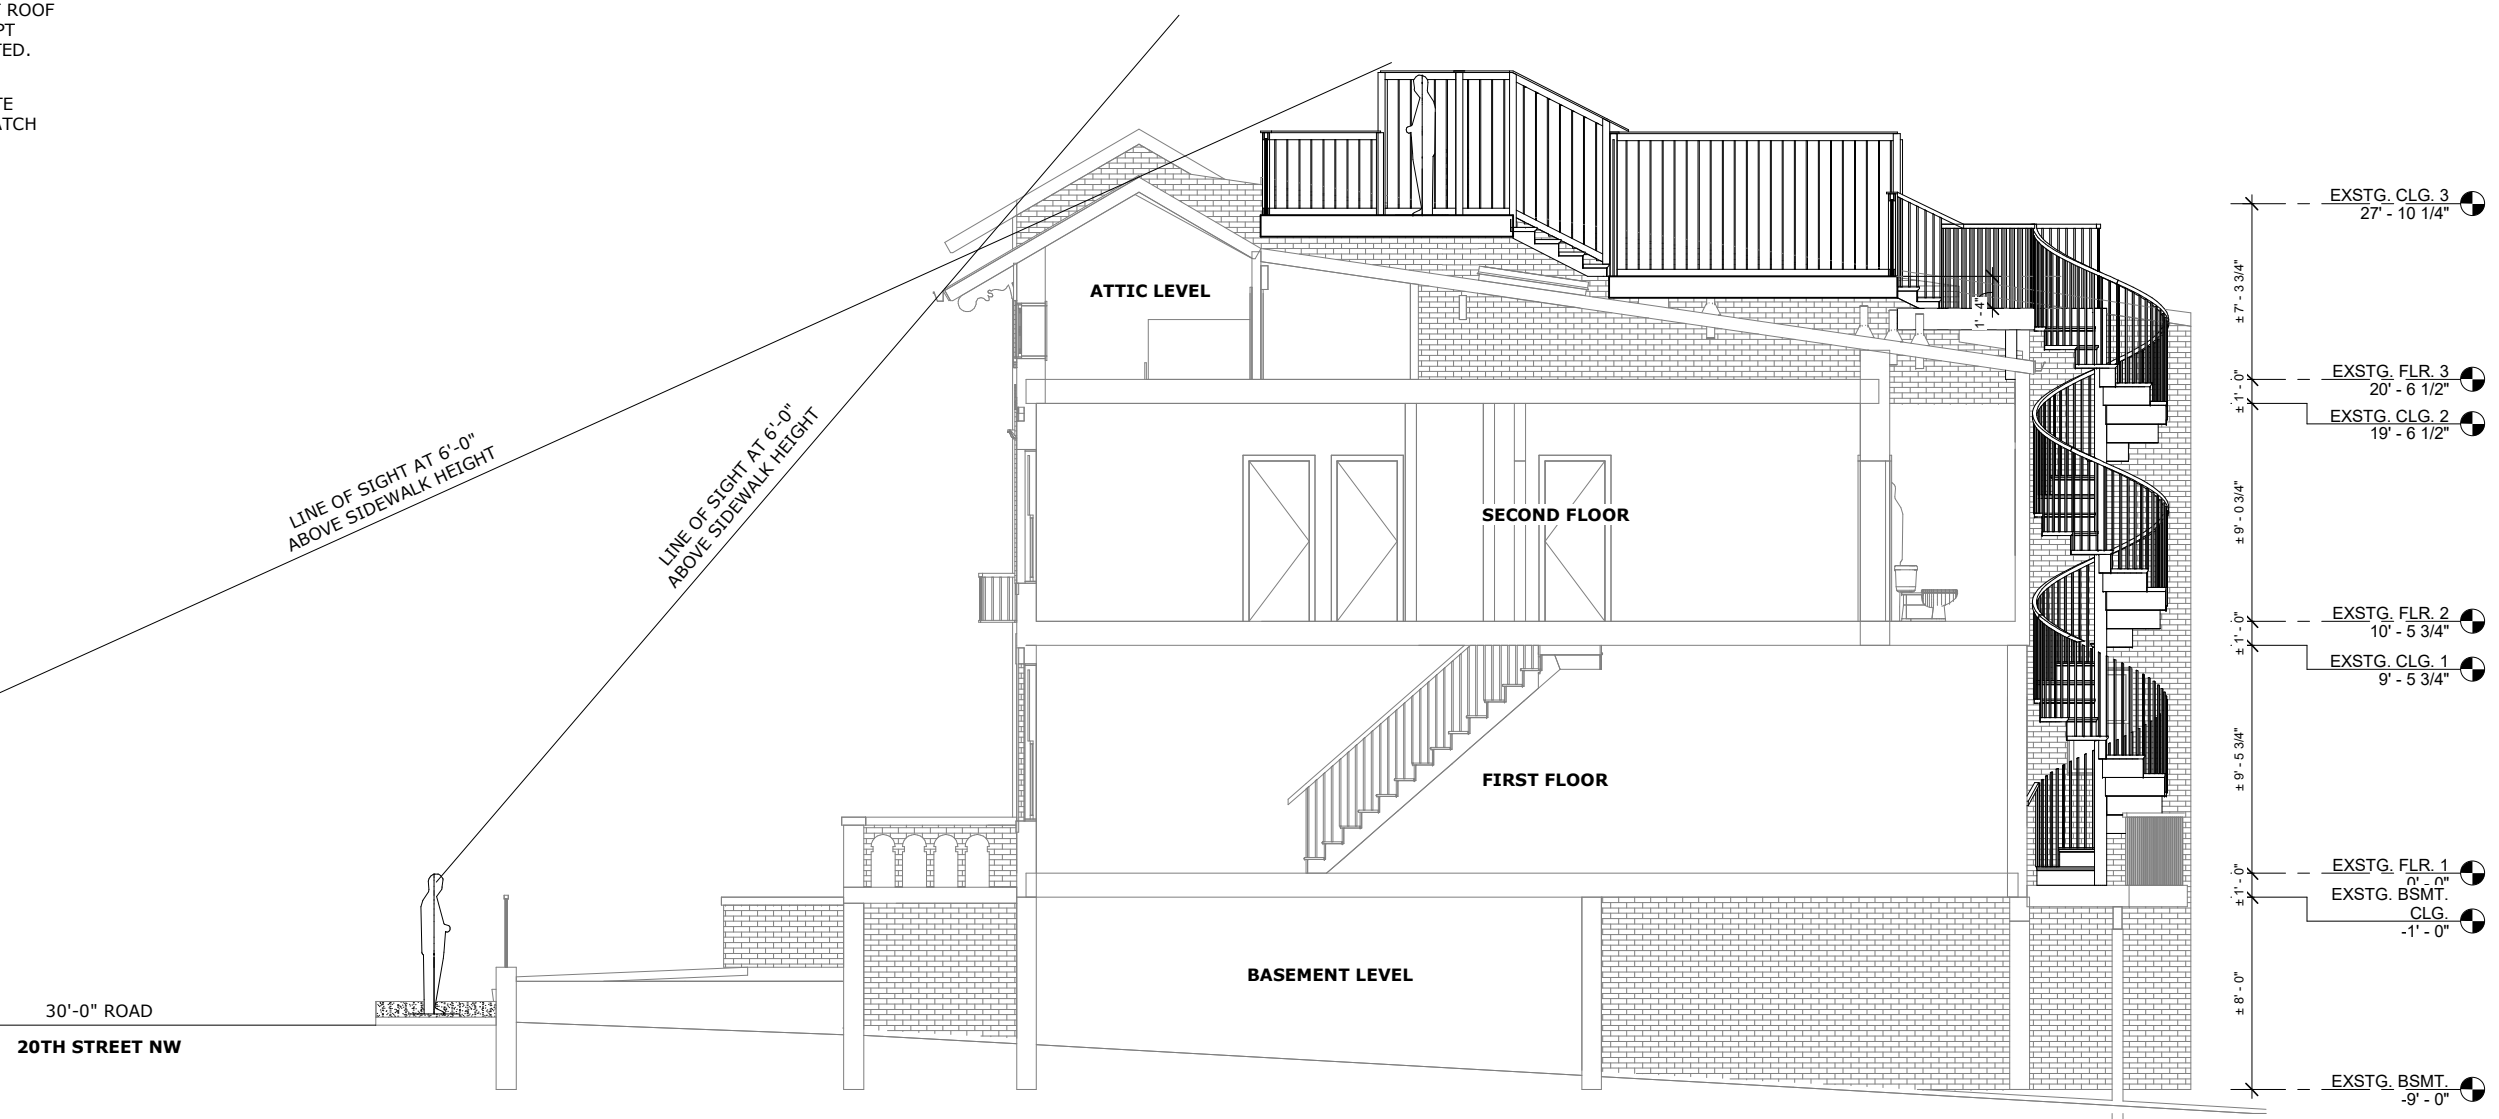 ROOF
PT
TED.
TE
ATCH
LINE OF SIGHT AT 6'-0"
ABOVE SIDEWALK HEIGHT
LINE OF SIGHT AT 6'-0"
ABOVE SIDEWALK HEIGHT
ATTIC LEVEL
SECOND FLOOR
FIRST FLOOR
BASEMENT LEVEL
30'-0" ROAD
20TH STREET NW
1' - 4"
± 7' - 3 3/4"
± 1' - 0"
± 9' - 0 3/4"
± 1' - 0"
± 9' - 5 3/4"
± 1' - 0"
± 8' - 0"
EXSTG. CLG. 3
27' - 10 1/4"
EXSTG. FLR. 3
20' - 6 1/2"
EXSTG. CLG. 2
19' - 6 1/2"
EXSTG. FLR. 2
10' - 5 3/4"
EXSTG. CLG. 1
9' - 5 3/4"
EXSTG. FLR. 1
0' - 0"
EXSTG. BSMT.
CLG.
-1' - 0"
EXSTG. BSMT.
-9' - 0"